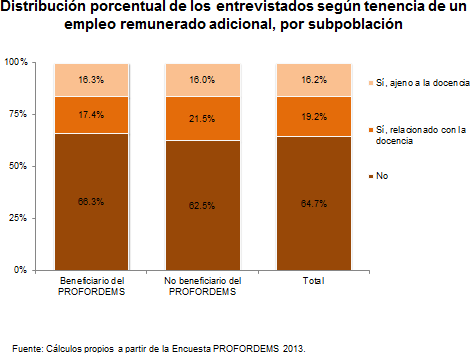 Distribución porcentual de los entrevistados según tenencia de un
empleo remunerado adicional, por subpoblación
100%
75%
50%
25%
0%
16.3%
16.0%
16.2%
17.4%
21.5%
19.2%
66.3%
62.5%
64.7%
Sí, ajeno a la docencia
Sí, relacionado con la
docencia
No
Beneficiario del
PROFORDEMS
No beneficiario del
PROFORDEMS
Total
Fuente: Cálculos propios a partir de la Encuesta PROFORDEMS 2013.